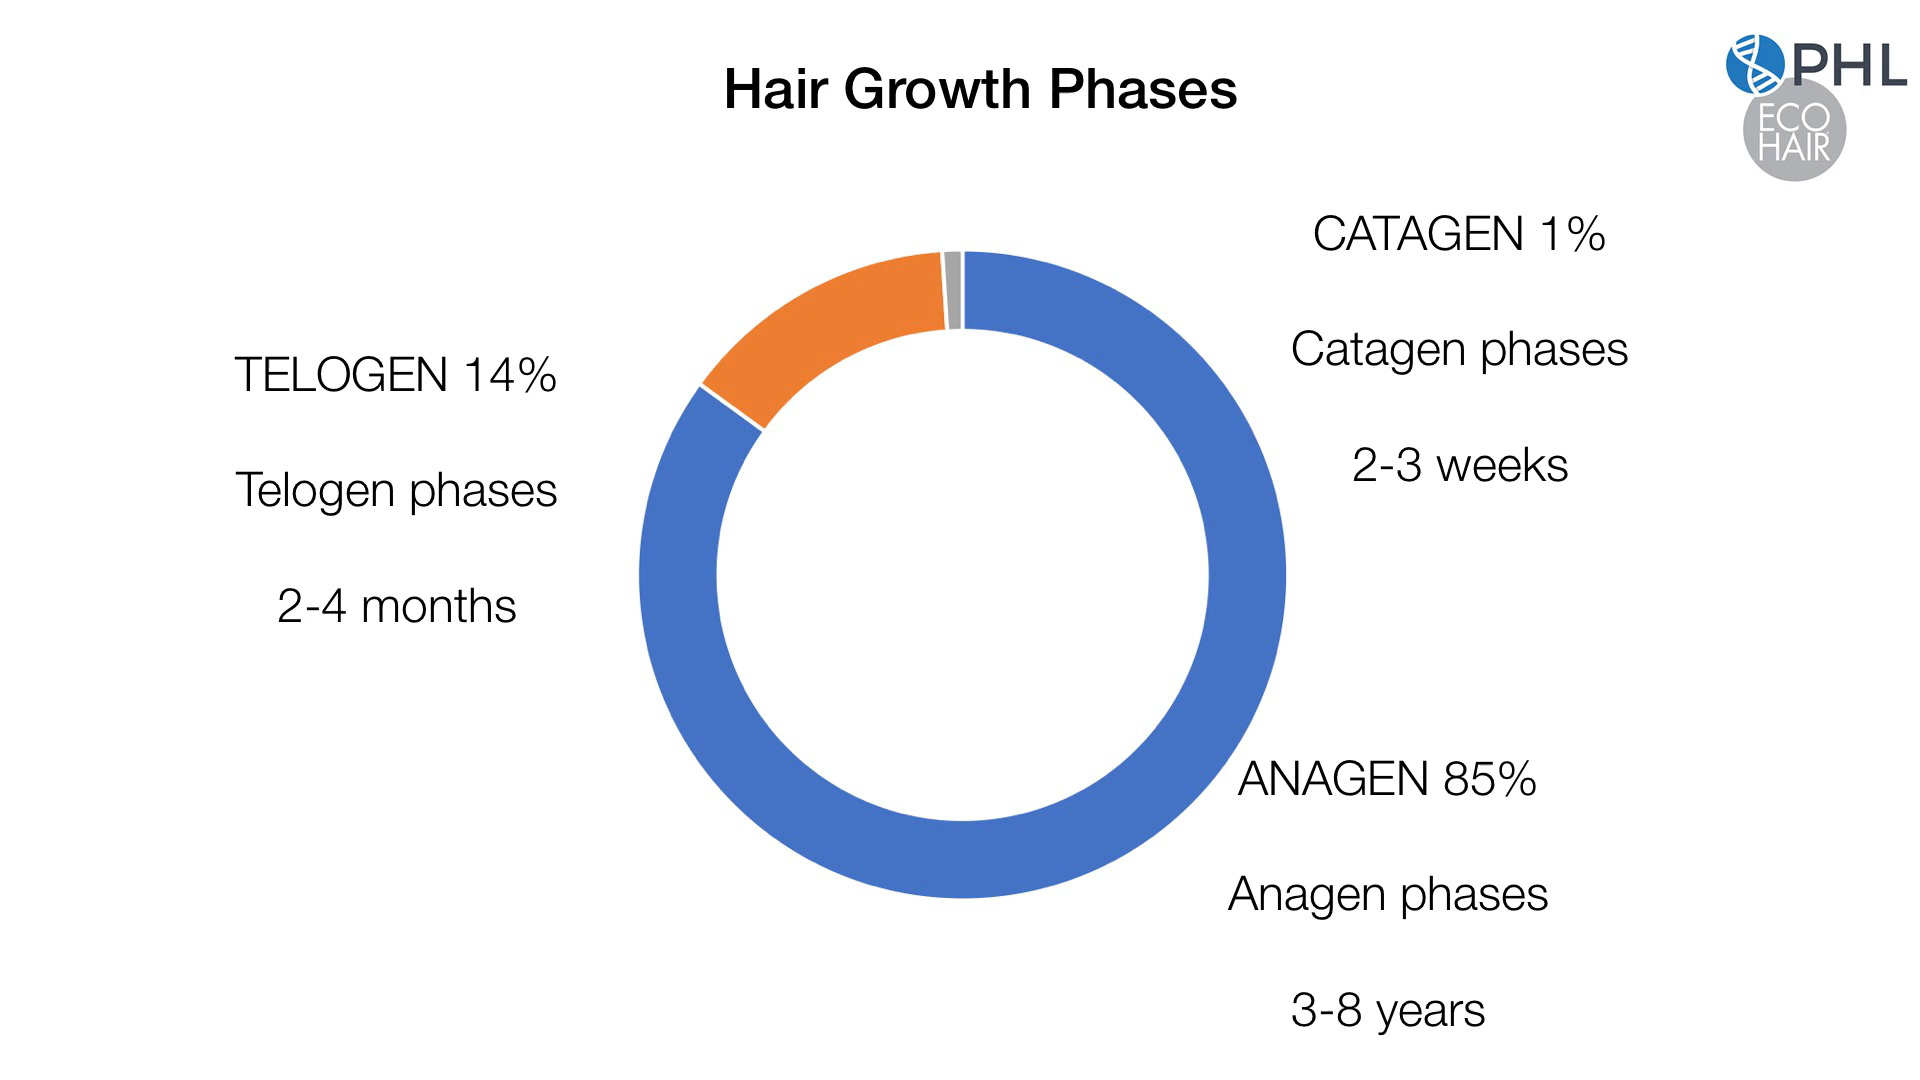 Hair Growth Phases
PHL
ECO
HAIR
CATAGEN 1%
Catagen phases
2-3 weeks
TELOGEN 14%
Telogen phases
2-4 months
ANAGEN 85%
Anagen phases
3-8 years